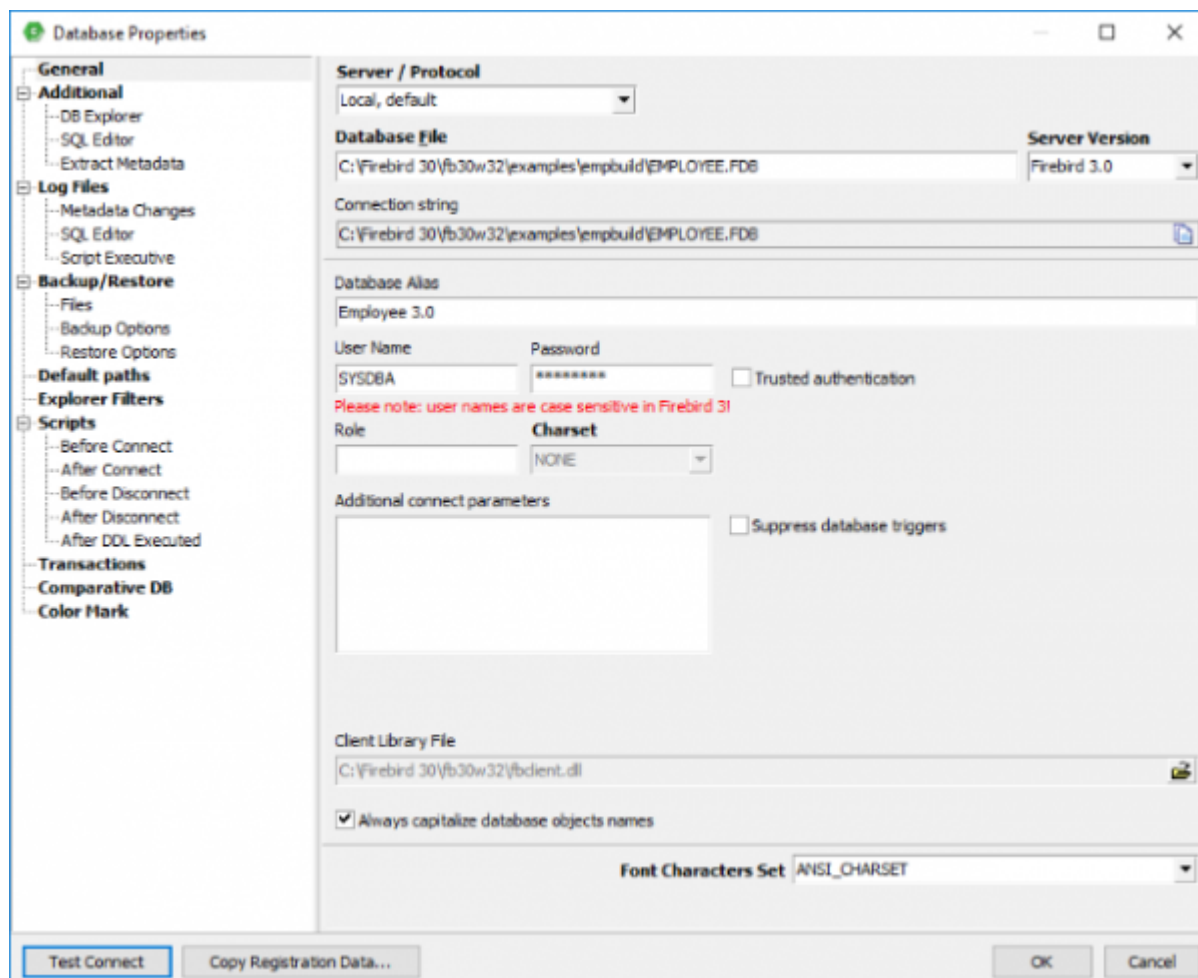 Database Properties
General
Additional
DB Explorer
SQL Editor
Extract Metadata
Log Files
Metadata Changes
SQL Editor
Script Executive
Backup/Restore
Files
Backup Options
Restore Options
Default paths
Explorer Filters
Scripts
Before Connect
After Connect
Before Disconnect
After Disconnect
After DDL Executed
Transactions
Comparative DB
Color Mark
Server / Protocol
Local, default
Database File
Server Version
C:\Firebird 30\fb30w32\examples\empbuild\EMPLOYEE.FDB
Firebird 3.0
Connection string
C:\Firebird 30\fb30w32\examples\empbuild\EMPLOYEE.FDB
Database Alias
Employee 3.0
User Name
Password
SYSDBA
********
Trusted authentication
Please note: user names are case sensitive in Firebird 3!
Role
Charset
NONE
Additional connect parameters
Suppress database triggers
Client Library File
C:\Firebird 30\fb30w32\fbclient.dll
Always capitalize database objects names
Font Characters Set
ANSI_CHARSET
Test Connect
Copy Registration Data...
OK
Cancel